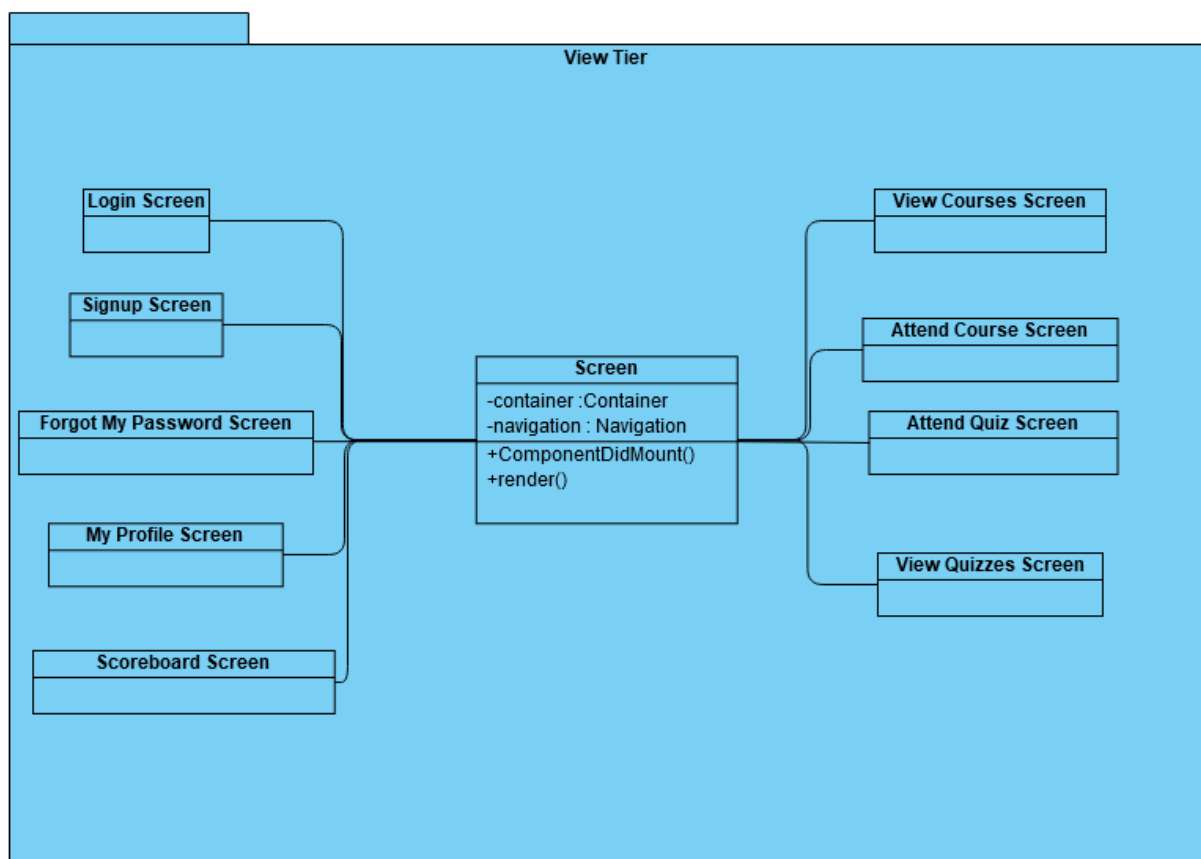 View Tier
Login Screen
View Courses Screen
Signup Screen
Attend Course Screen
Screen
-container :Container
-navigation : Navigation
+ComponentDidMount()
+render()
Forgot My Password Screen
Attend Quiz Screen
My Profile Screen
View Quizzes Screen
Scoreboard Screen